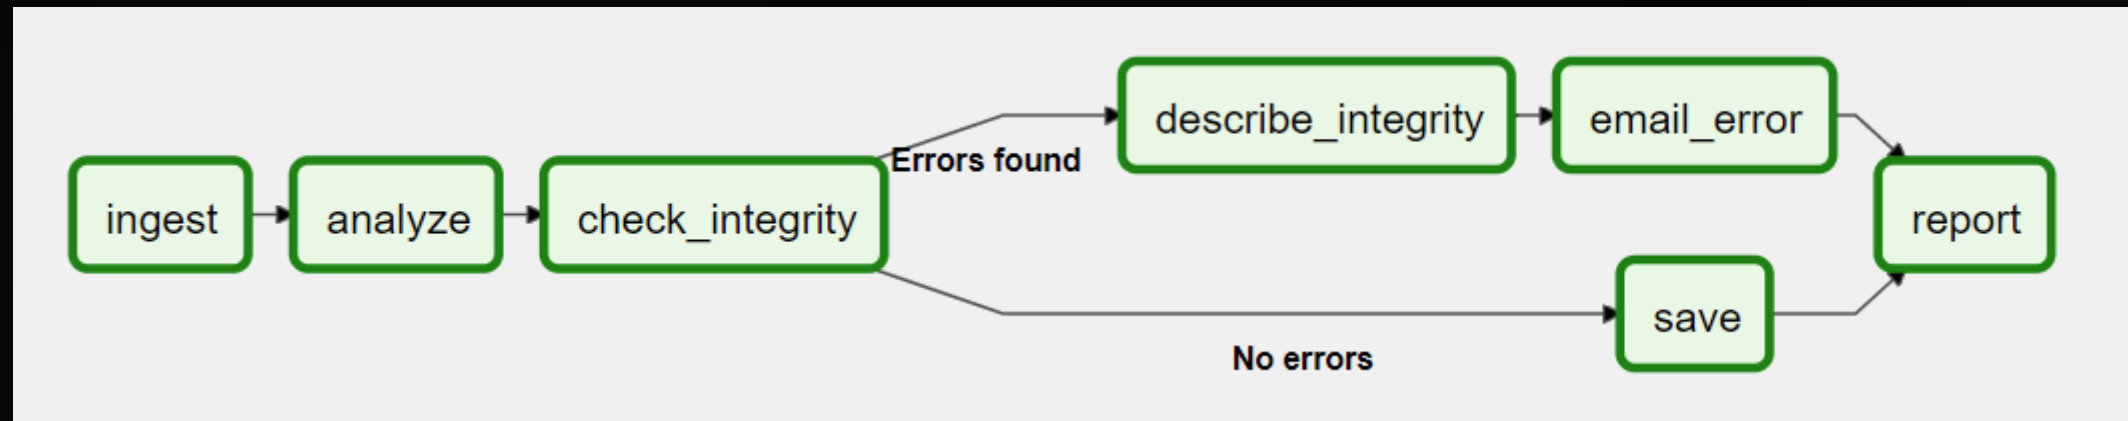 ingest
analyze
check_integrity
Errors found
describe_integrity
email_error
No errors
save
report